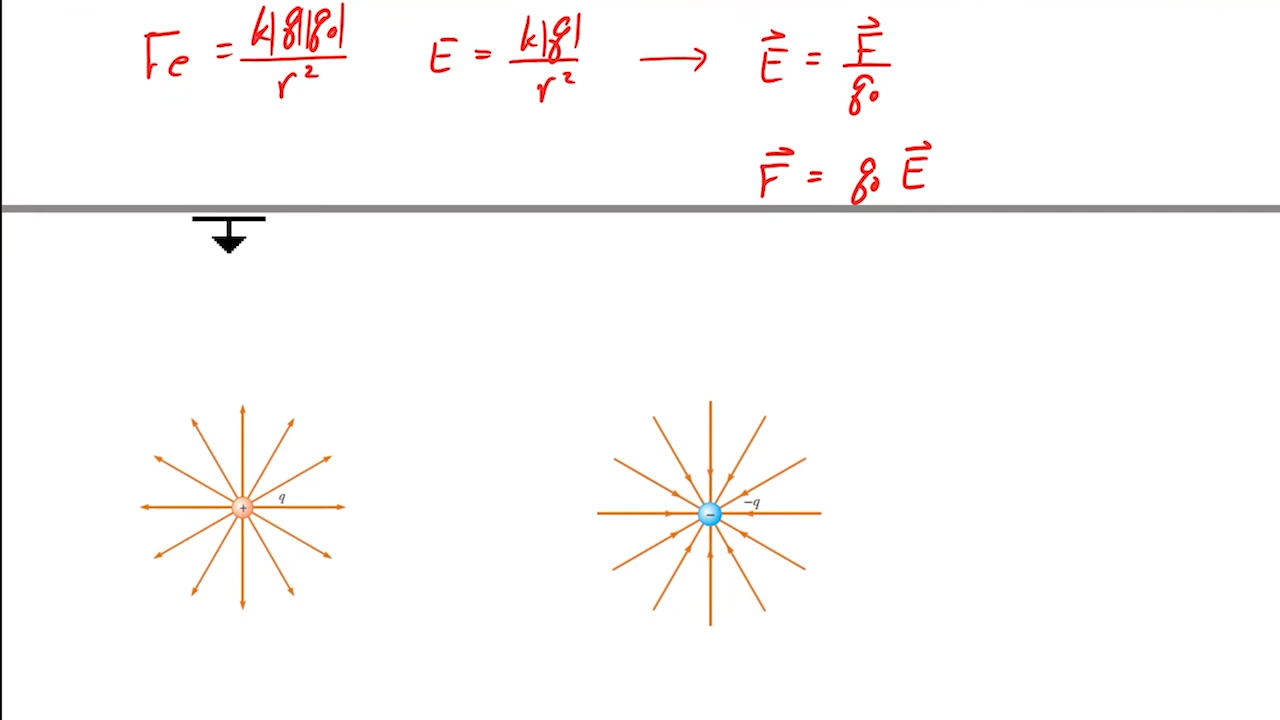 Fe = k|q||q₀| / r²   E = k|q| / r²   ⟶   E⃗ = F⃗ / q₀
F⃗ = q₀ E⃗
+ q
− −q